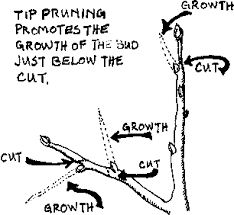 TIP PRUNING
PROMOTES THE
GROWTH OF THE BUD
JUST BELOW THE
CUT.
GROWTH
CUT
GROWTH
CUT
CUT
GROWTH